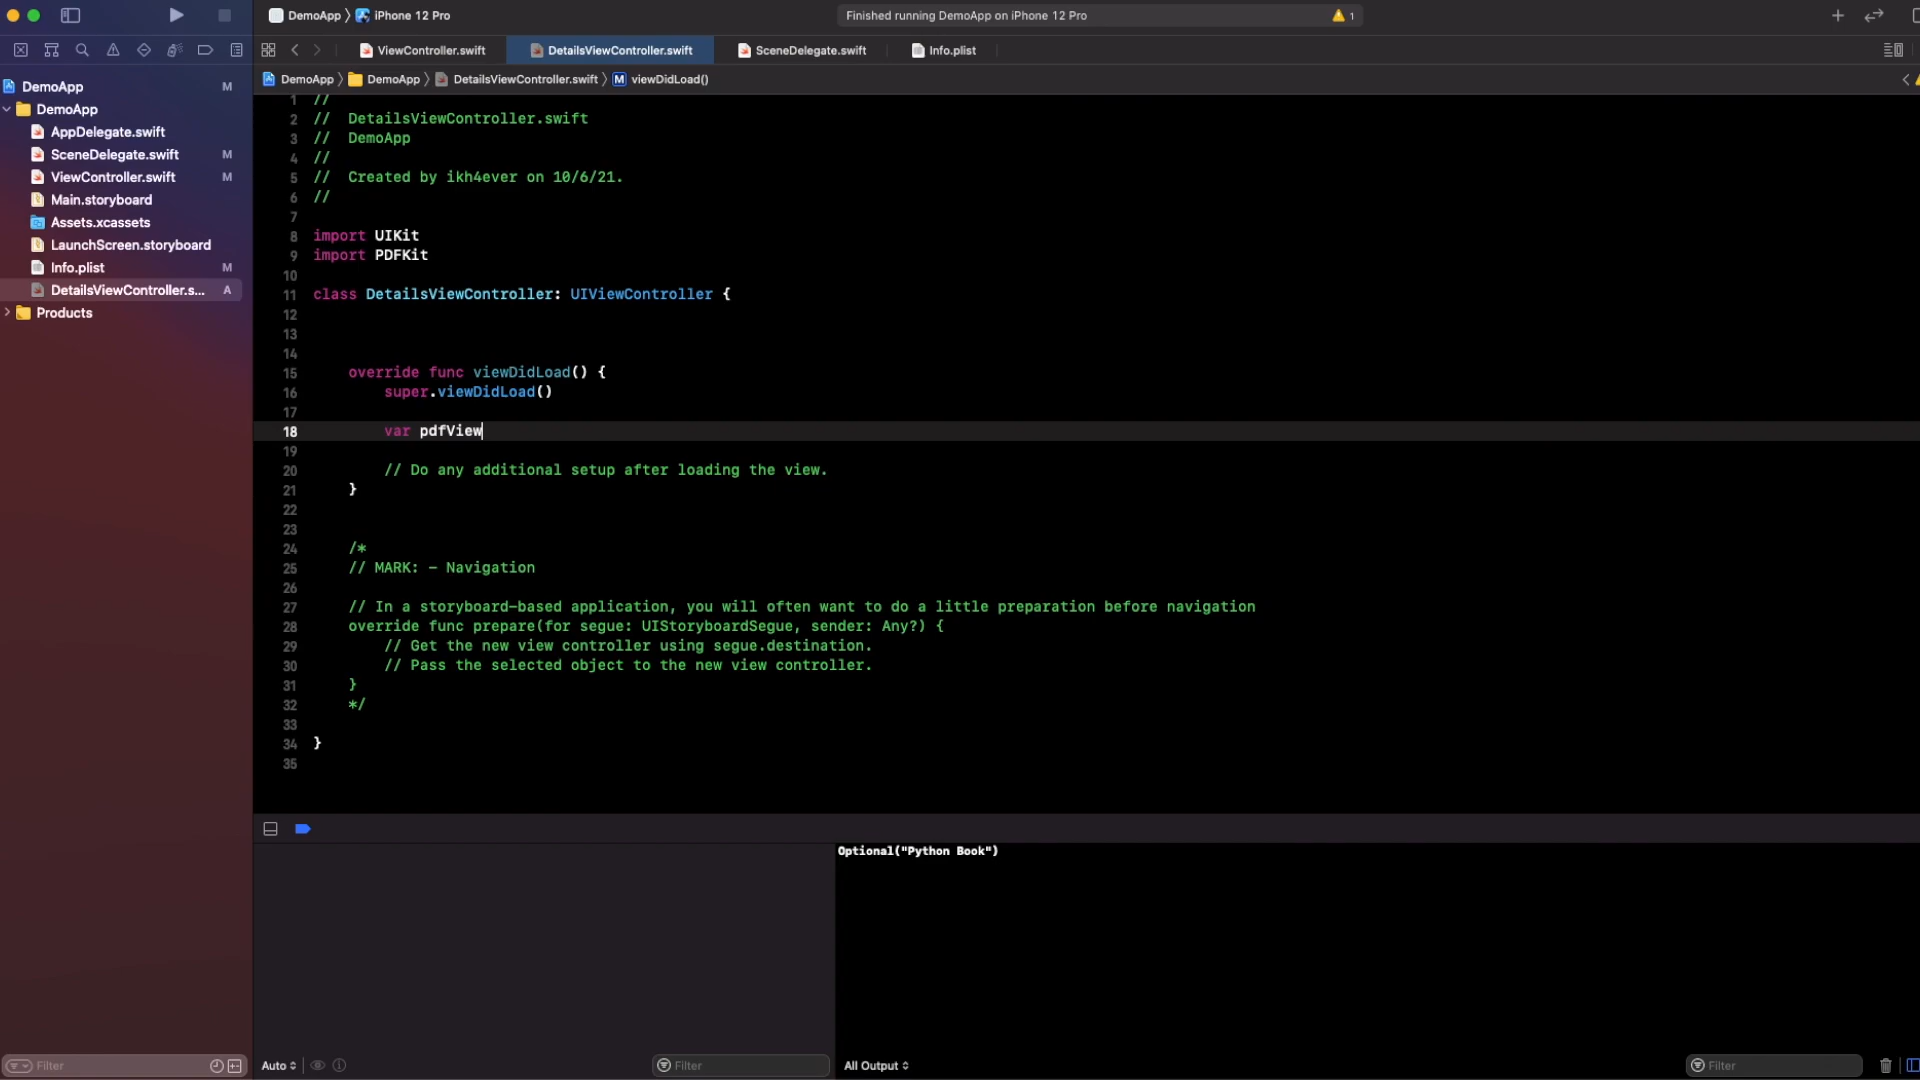 DemoApp 〉 iPhone 12 Pro
Finished running DemoApp on iPhone 12 Pro
1
ViewController.swift
DetailsViewController.swift
SceneDelegate.swift
Info.plist
DemoApp 〉 DemoApp 〉 DetailsViewController.swift 〉 M viewDidLoad()
DemoApp M
DemoApp
AppDelegate.swift
SceneDelegate.swift M
ViewController.swift M
Main.storyboard
Assets.xcassets
LaunchScreen.storyboard
Info.plist M
DetailsViewController.s... A
Products
1 //
2 //  DetailsViewController.swift
3 //  DemoApp
4 //
5 //  Created by ikh4ever on 10/6/21.
6 //
7
8 import UIKit
9 import PDFKit
10
11 class DetailsViewController: UIViewController {
12
13
14
15     override func viewDidLoad() {
16         super.viewDidLoad()
17
18         var pdfView
19
20         // Do any additional setup after loading the view.
21     }
22
23
24     /*
25     // MARK: - Navigation
26
27     // In a storyboard-based application, you will often want to do a little preparation before navigation
28     override func prepare(for segue: UIStoryboardSegue, sender: Any?) {
29         // Get the new view controller using segue.destination.
30         // Pass the selected object to the new view controller.
31     }
32     */
33
34 }
35
Optional("Python Book")
Filter
Auto
Filter
All Output
Filter